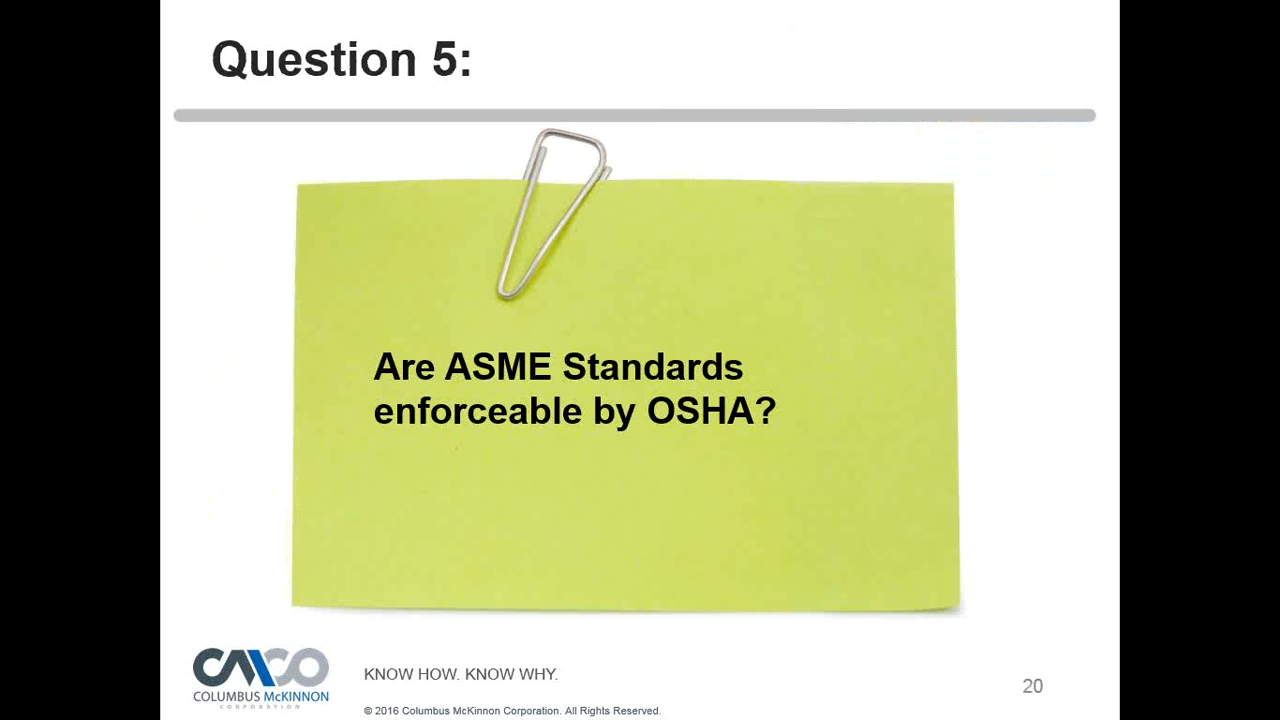 Question 5:
Are ASME Standards
enforceable by OSHA?
CMCO
COLUMBUS McKINNON
CORPORATION
KNOW HOW. KNOW WHY.
© 2016 Columbus McKinnon Corporation. All Rights Reserved.
20